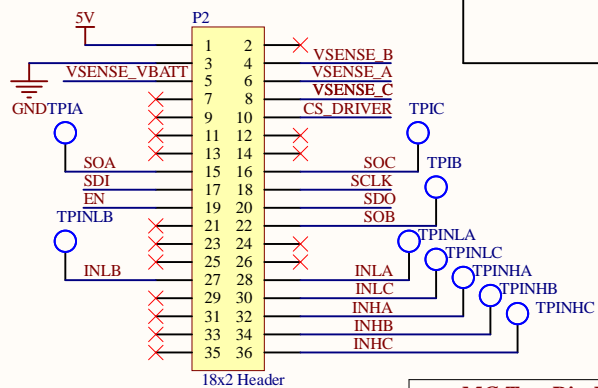 5V
P2
1 2
3 4 VSENSE_B
VSENSE_VBATT 5 6 VSENSE_A
7 8 VSENSE_C
GND TPIA 9 10 CS_DRIVER TPIC
11 12
13 14
SOA 15 16 SOC TPIB
SDI 17 18 SCLK
EN 19 20 SDO
TPINLB 21 22 SOB
23 24 TPINLA
25 26 TPINLC
INLB 27 28 INLA TPINHA
29 30 INLC TPINHB
31 32 INHA TPINHC
33 34 INHB
35 36 INHC
18x2 Header